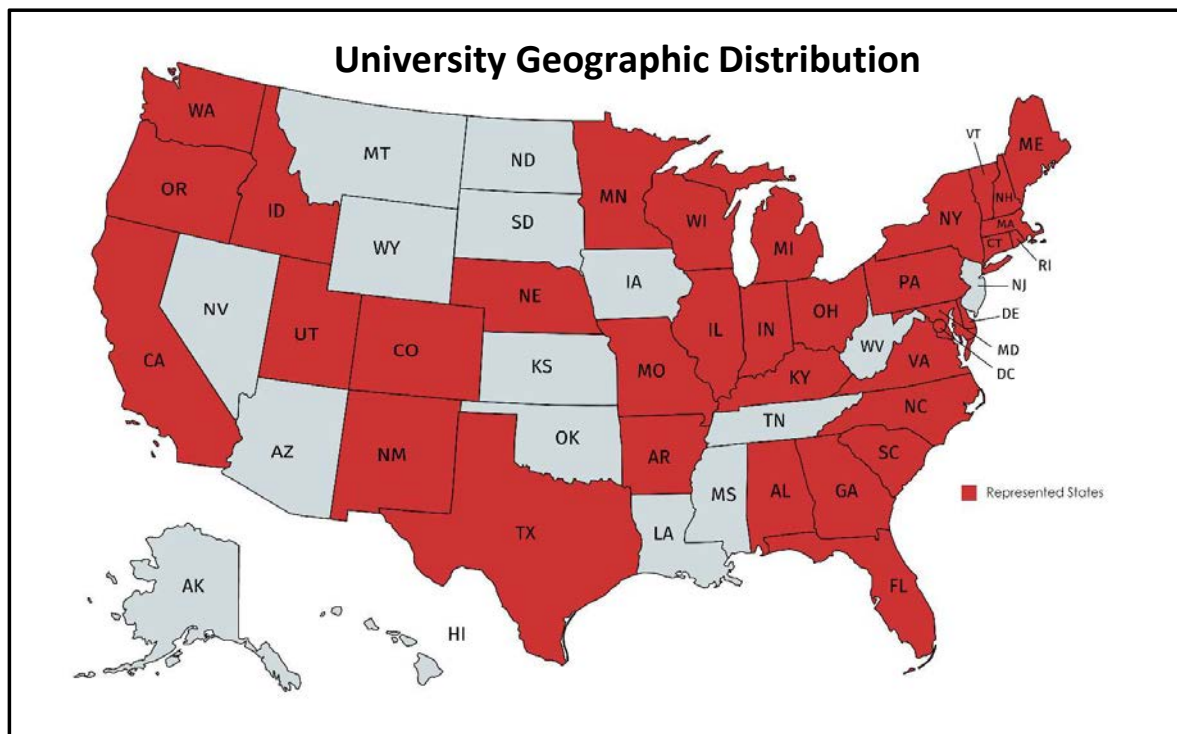 University Geographic Distribution
WA
MT
ND
VT
ME
OR
ID
MN
NH
SD
WI
NY
MA
WY
MI
CT
RI
IA
PA
NJ
NE
NV
OH
DE
UT
IL
IN
CO
WV
MD
CA
KS
MO
VA
DC
KY
NC
TN
OK
AZ
NM
AR
SC
MS
AL
GA
Represented States
TX
LA
AK
FL
HI